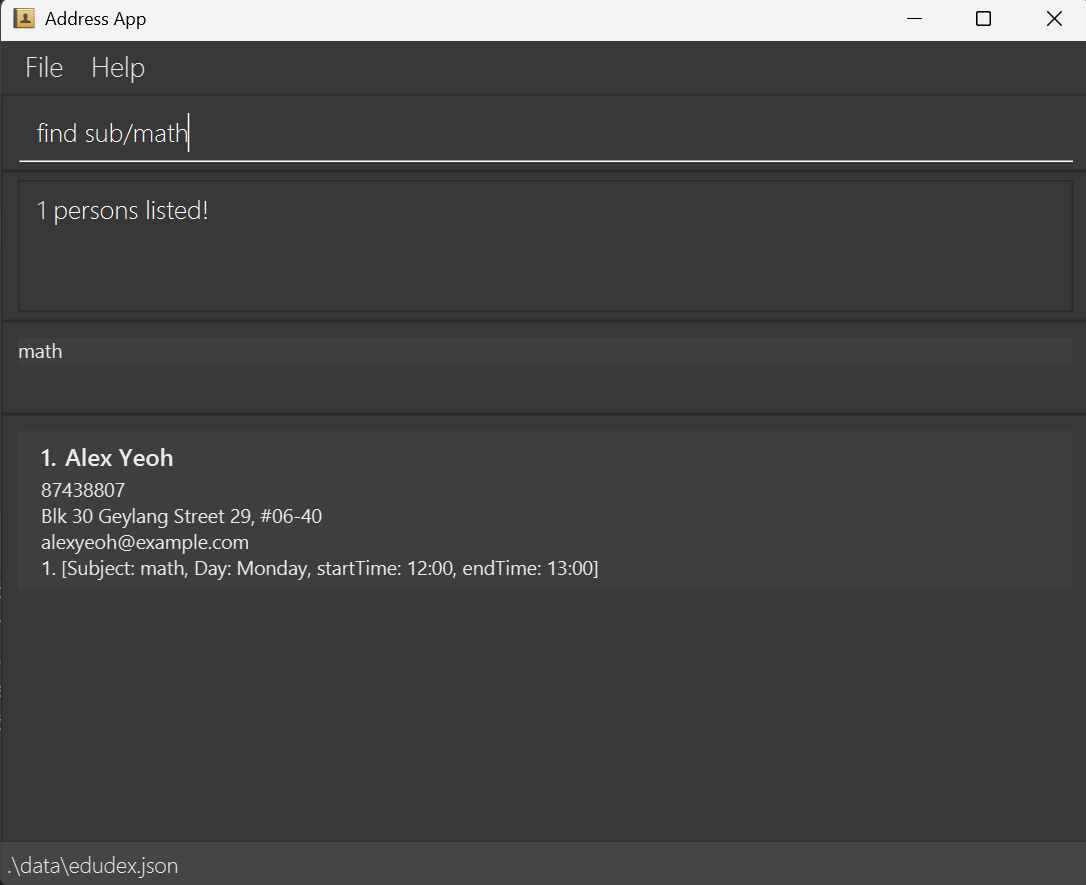 Address App
File Help
find sub/math
1 persons listed!
math
1. Alex Yeoh
87438807
Blk 30 Geylang Street 29, #06-40
alexyeoh@example.com
1. [Subject: math, Day: Monday, startTime: 12:00, endTime: 13:00]
.\data\edudex.json